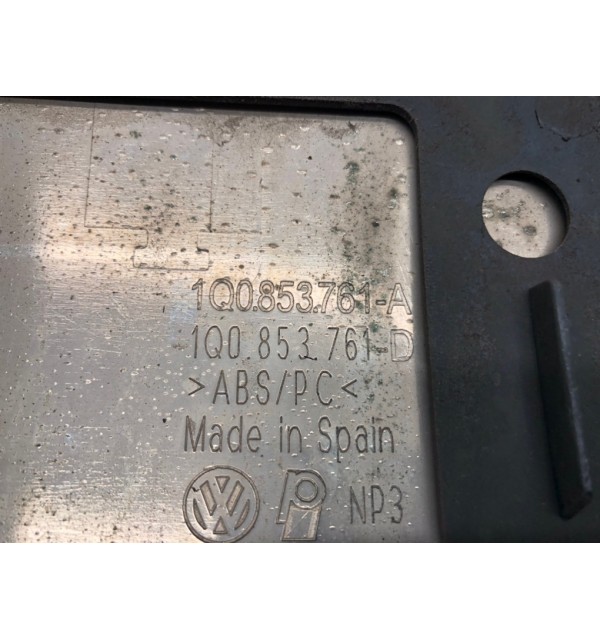 1Q0.853.761-A
1Q0.853.761-D
>ABS/PC<
Made in Spain
NP3